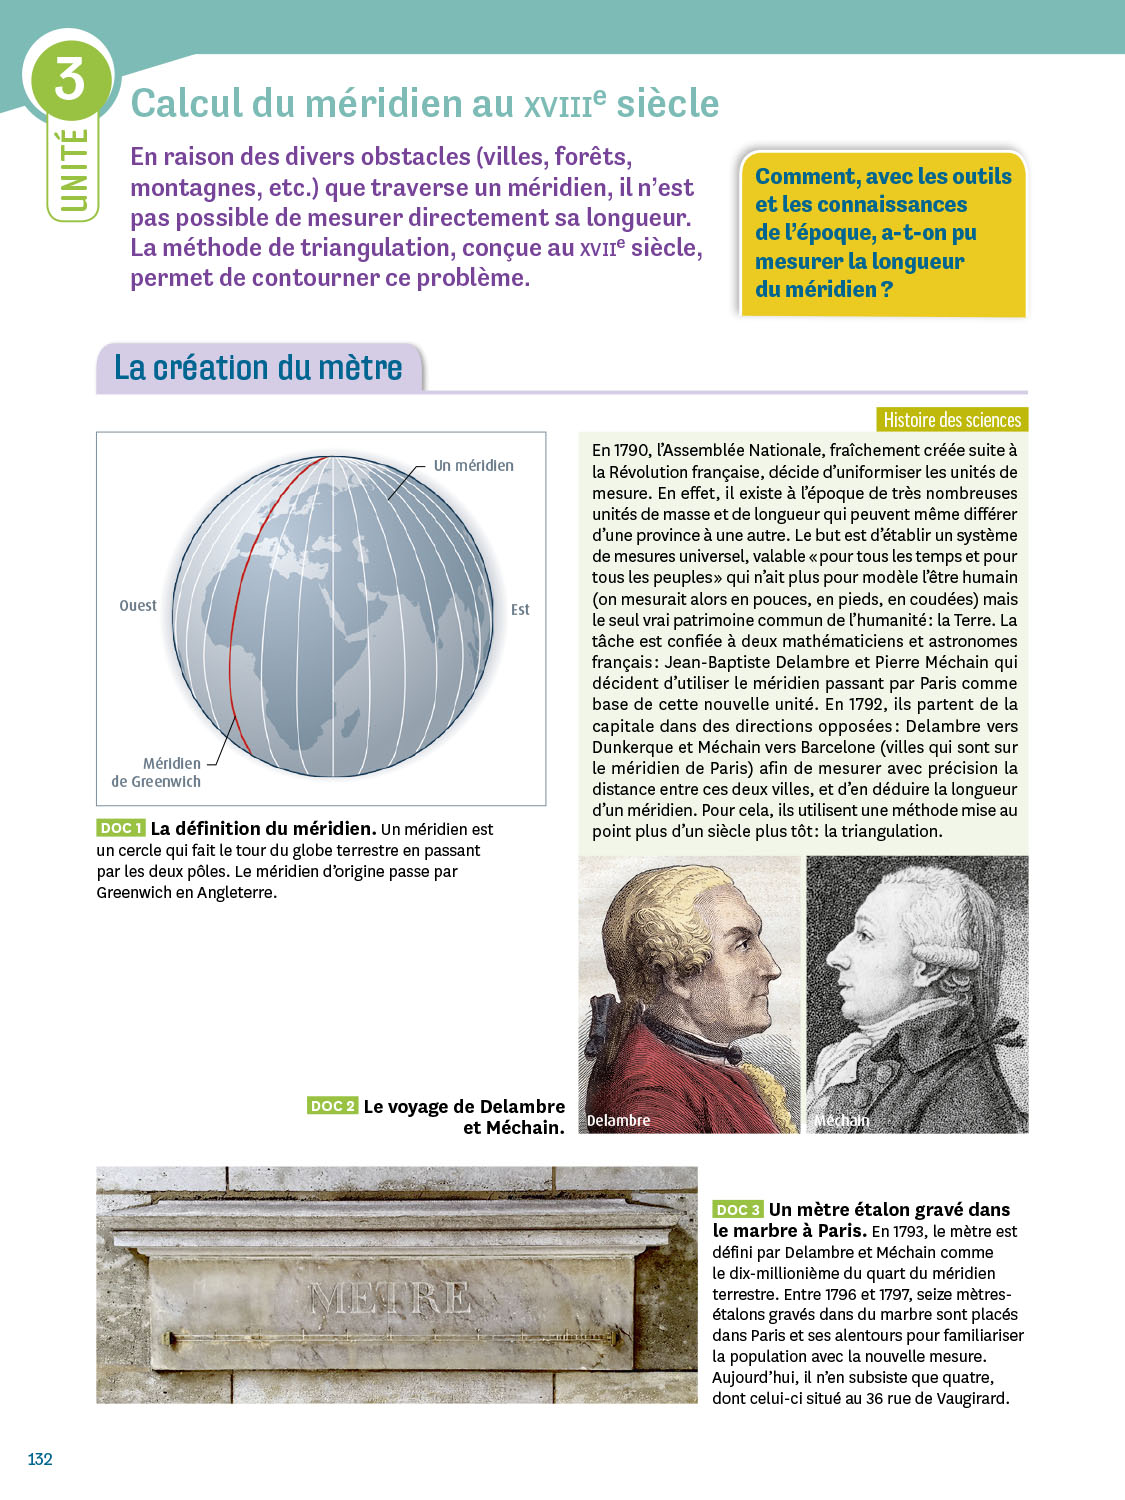 3
UNITÉ
Calcul du méridien au XVIIIe siècle
En raison des divers obstacles (villes, forêts,
montagnes, etc.) que traverse un méridien, il n'est
pas possible de mesurer directement sa longueur.
La méthode de triangulation, conçue au XVIIe siècle,
permet de contourner ce problème.
Comment, avec les outils
et les connaissances
de l'époque, a-t-on pu
mesurer la longueur
du méridien ?
La création du mètre
Un méridien
Ouest
Est
Méridien
de Greenwich
DOC 1 La définition du méridien. Un méridien est
un cercle qui fait le tour du globe terrestre en passant
par les deux pôles. Le méridien d'origine passe par
Greenwich en Angleterre.
Histoire des sciences
En 1790, l'Assemblée Nationale, fraîchement créée suite à
la Révolution française, décide d'uniformiser les unités de
mesure. En effet, il existe à l'époque de très nombreuses
unités de masse et de longueur qui peuvent même différer
d'une province à une autre. Le but est d'établir un système
de mesures universel, valable «pour tous les temps et pour
tous les peuples» qui n'ait plus pour modèle l'être humain
(on mesurait alors en pouces, en pieds, en coudées) mais
le seul vrai patrimoine commun de l'humanité : la Terre. La
tâche est confiée à deux mathématiciens et astronomes
français : Jean-Baptiste Delambre et Pierre Méchain qui
décident d'utiliser le méridien passant par Paris comme
base de cette nouvelle unité. En 1792, ils partent de la
capitale dans des directions opposées : Delambre vers
Dunkerque et Méchain vers Barcelone (villes qui sont sur
le méridien de Paris) afin de mesurer avec précision la
distance entre ces deux villes, et d'en déduire la longueur
d'un méridien. Pour cela, ils utilisent une méthode mise au
point plus d'un siècle plus tôt : la triangulation.
Delambre
Méchain
DOC 2 Le voyage de Delambre
et Méchain.
METRE
DOC 3 Un mètre étalon gravé dans
le marbre à Paris. En 1793, le mètre est
défini par Delambre et Méchain comme
le dix-millionième du quart du méridien
terrestre. Entre 1796 et 1797, seize mètres-
étalons gravés dans du marbre sont placés
dans Paris et ses alentours pour familiariser
la population avec la nouvelle mesure.
Aujourd'hui, il n'en subsiste que quatre,
dont celui-ci situé au 36 rue de Vaugirard.
132